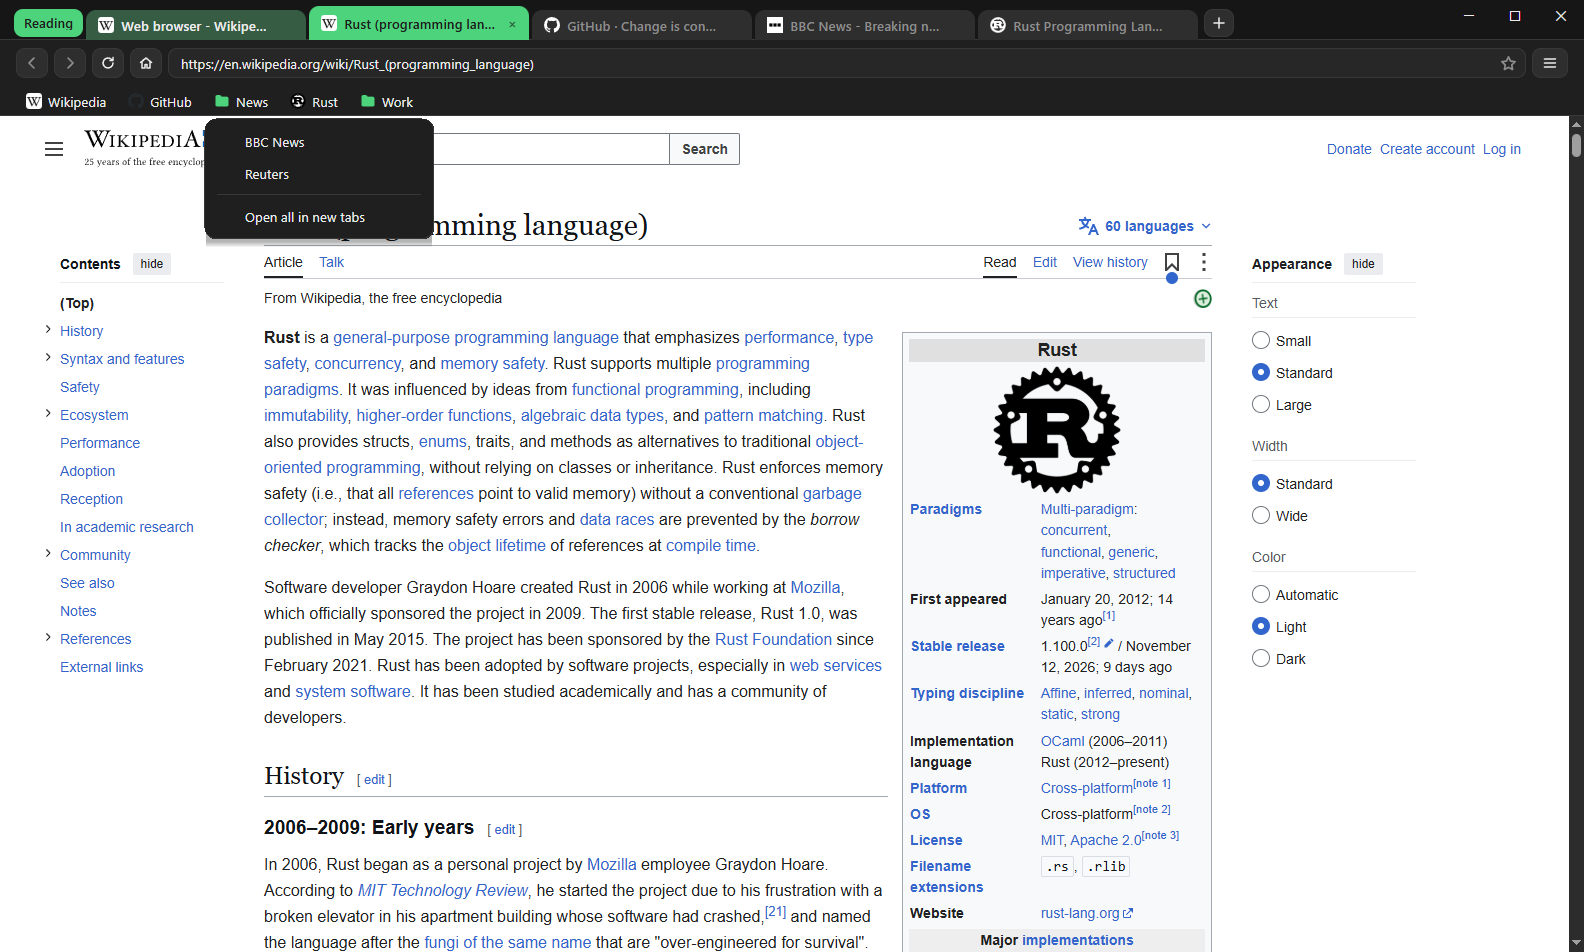 Reading
Web browser - Wikipe...
Rust (programming lan...
GitHub · Change is con...
BBC News - Breaking n...
Rust Programming Lan...
https://en.wikipedia.org/wiki/Rust_(programming_language)
Wikipedia
GitHub
News
Rust
Work
BBC News
Reuters
Open all in new tabs
WIKIPEDIA
25 years of the free encyclop
Search
Donate
Create account
Log in
mming language)
60 languages
Contents
hide
(Top)
History
Syntax and features
Safety
Ecosystem
Performance
Adoption
Reception
In academic research
Community
See also
Notes
References
External links
Article
Talk
Read
Edit
View history
From Wikipedia, the free encyclopedia
Rust is a general-purpose programming language that emphasizes performance, type
safety, concurrency, and memory safety. Rust supports multiple programming
paradigms. It was influenced by ideas from functional programming, including
immutability, higher-order functions, algebraic data types, and pattern matching. Rust
also provides structs, enums, traits, and methods as alternatives to traditional object-
oriented programming, without relying on classes or inheritance. Rust enforces memory
safety (i.e., that all references point to valid memory) without a conventional garbage
collector; instead, memory safety errors and data races are prevented by the borrow
checker, which tracks the object lifetime of references at compile time.
Software developer Graydon Hoare created Rust in 2006 while working at Mozilla,
which officially sponsored the project in 2009. The first stable release, Rust 1.0, was
published in May 2015. The project has been sponsored by the Rust Foundation since
February 2021. Rust has been adopted by software projects, especially in web services
and system software. It has been studied academically and has a community of
developers.
History [ edit ]
2006–2009: Early years [ edit ]
In 2006, Rust began as a personal project by Mozilla employee Graydon Hoare.
According to MIT Technology Review, he started the project due to his frustration with a
broken elevator in his apartment building whose software had crashed,[21] and named
the language after the fungi of the same name that are "over-engineered for survival".
Rust
Paradigms
Multi-paradigm:
concurrent,
functional, generic,
imperative, structured
First appeared
January 20, 2012; 14
years ago[1]
Stable release
1.100.0[2] / November
12, 2026; 9 days ago
Typing discipline
Affine, inferred, nominal,
static, strong
Implementation
language
OCaml (2006–2011)
Rust (2012–present)
Platform
Cross-platform[note 1]
OS
Cross-platform[note 2]
License
MIT, Apache 2.0[note 3]
Filename
extensions
.rs, .rlib
Website
rust-lang.org
Major implementations
Appearance
hide
Text
Small
Standard
Large
Width
Standard
Wide
Color
Automatic
Light
Dark